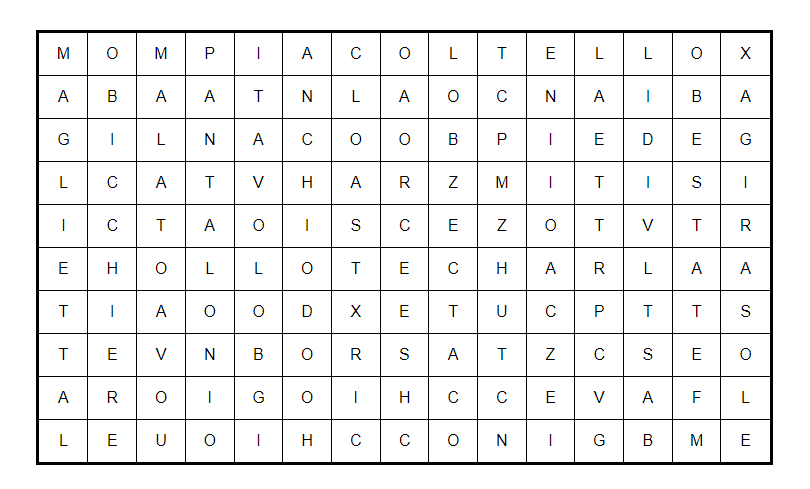 M O M P I A C O L T E L L O X
A B A A T N L A O C N A I B A
G I L N A C O O B P I E D E G
L C A T V H A R Z M I T I S I
I C T A O I S C E Z O T V T R
E H O L L O T E C H A R L A A
T I A O O D X E T U C P T T S
T E V N B O R S A T Z C S E O
A R O I G O I H C C E V A F L
L E U O I H C C O N I G B M E